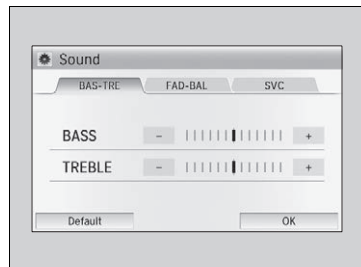 Sound
BAS-TRE FAD-BAL SVC
BASS - +
TREBLE - +
Default OK